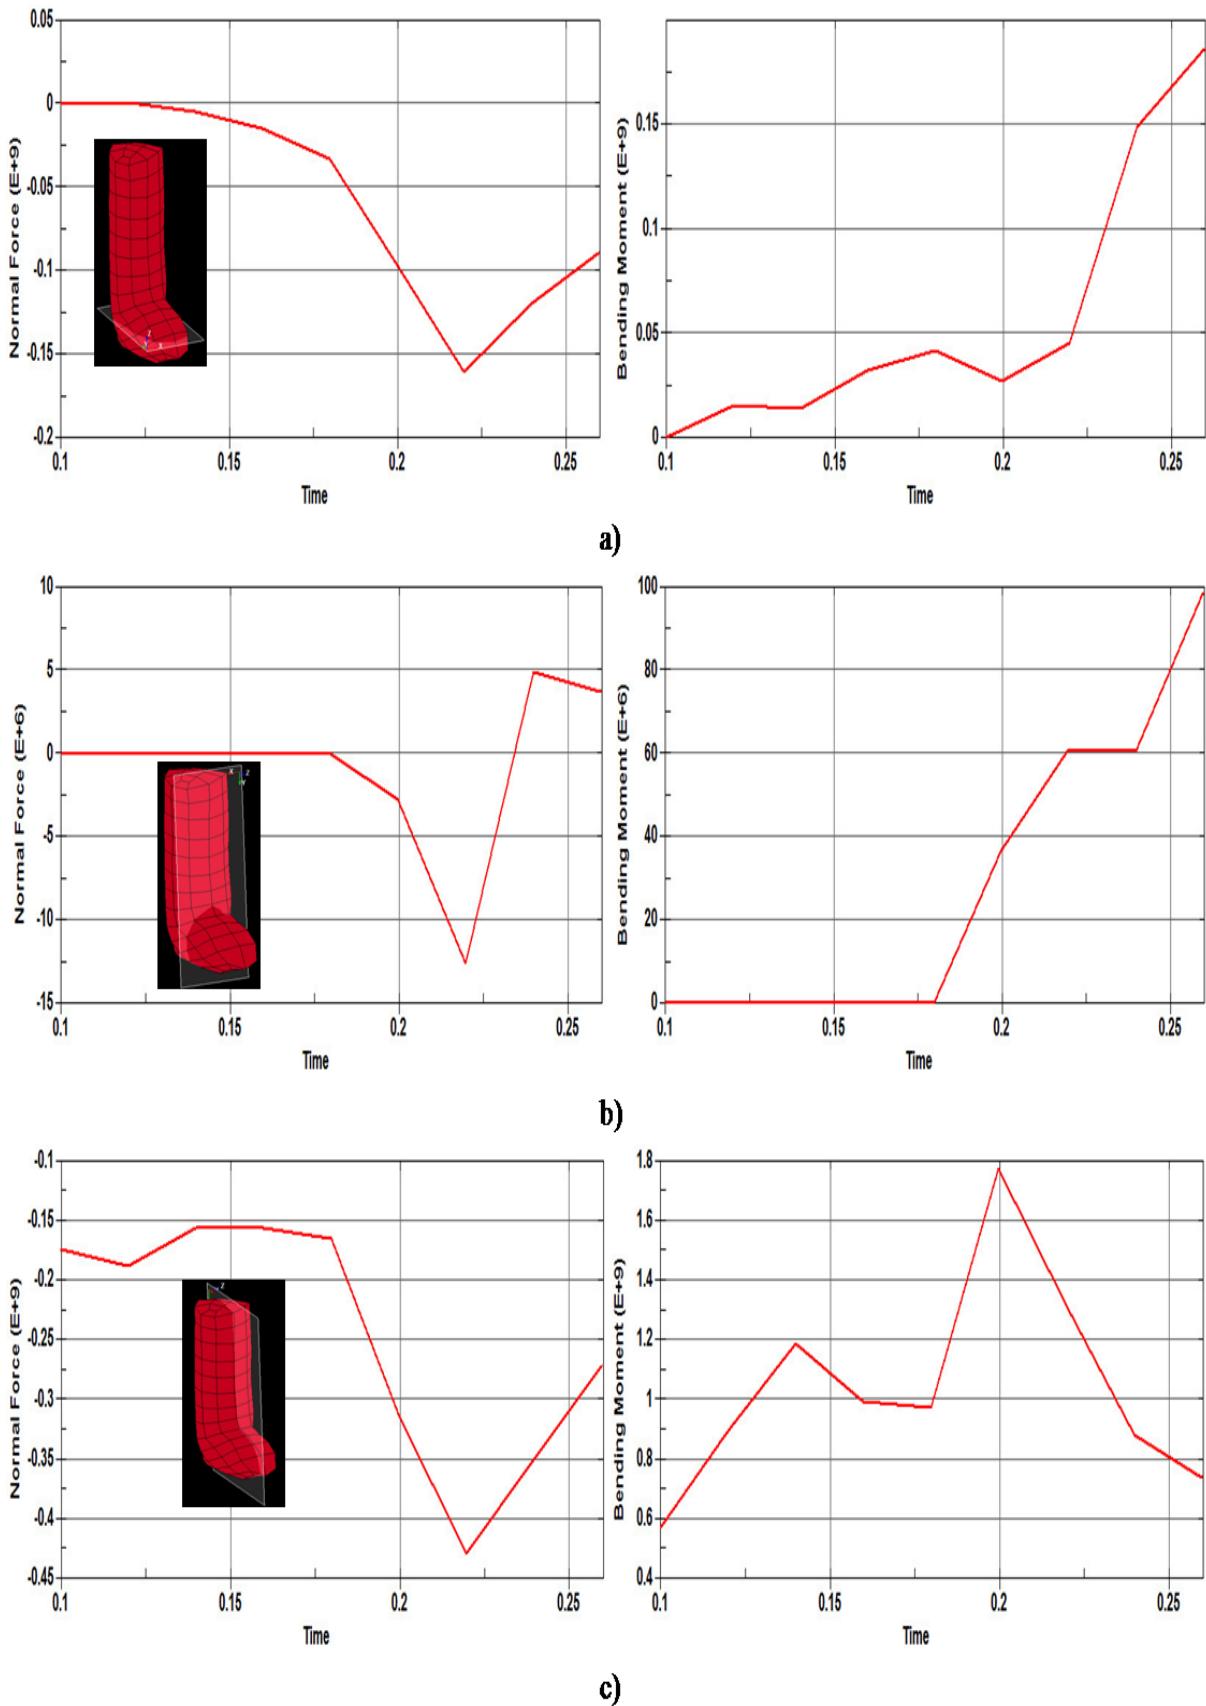 Normal Force (E+9)
0.05
0
-0.05
-0.1
-0.15
-0.2
0.1 0.15 0.2 0.25
Time
Z
X
Bending Moment (E+9)
0.15
0.1
0.05
0
0.1 0.15 0.2 0.25
Time
a)
Normal Force (E+6)
10
5
0
-5
-10
-15
0.1 0.15 0.2 0.25
Time
X Z
Y
Bending Moment (E+6)
100
80
60
40
20
0
0.1 0.15 0.2 0.25
Time
b)
Normal Force (E+9)
-0.1
-0.15
-0.2
-0.25
-0.3
-0.35
-0.4
-0.45
0.1 0.15 0.2 0.25
Time
Z
Bending Moment (E+9)
1.8
1.6
1.4
1.2
1
0.8
0.6
0.4
0.1 0.15 0.2 0.25
Time
c)